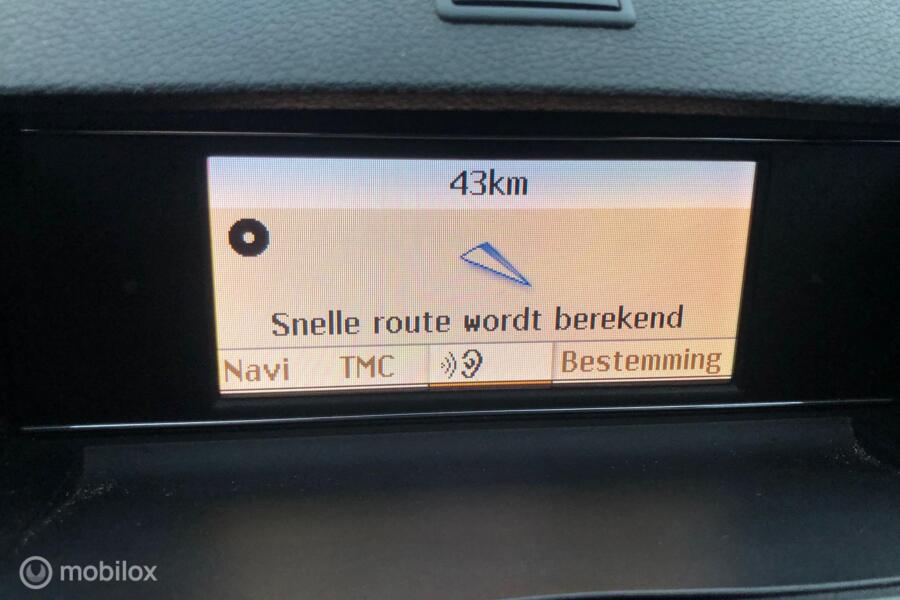 43km
Snelle route wordt berekend
Navi TMC Bestemming
mobilox